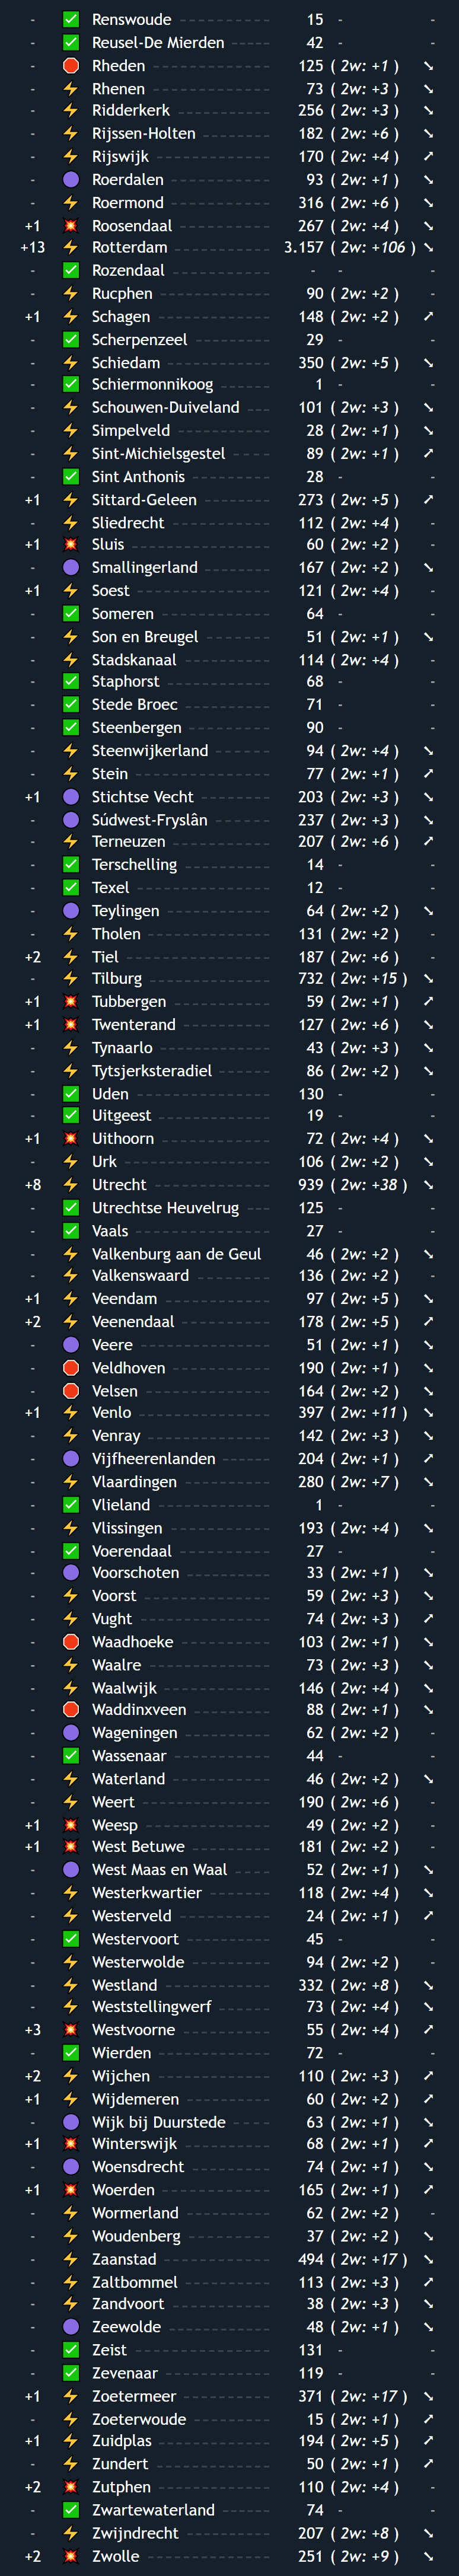 - ✅ Renswoude 15 - -
- ✅ Reusel-De Mierden 42 - -
- 🛑 Rheden 125 ( 2w: +1 ) ➘
- ⚡ Rhenen 73 ( 2w: +3 ) ➘
- ⚡ Ridderkerk 256 ( 2w: +3 ) ➘
- ⚡ Rijssen-Holten 182 ( 2w: +6 ) ➘
- ⚡ Rijswijk 170 ( 2w: +4 ) ➚
- 🟣 Roerdalen 93 ( 2w: +1 ) ➘
- ⚡ Roermond 316 ( 2w: +6 ) ➘
+1 💥 Roosendaal 267 ( 2w: +4 ) ➘
+13 ⚡ Rotterdam 3.157 ( 2w: +106 ) ➘
- ✅ Rozendaal - - -
- ⚡ Rucphen 90 ( 2w: +2 ) -
+1 ⚡ Schagen 148 ( 2w: +2 ) ➚
- ✅ Scherpenzeel 29 - -
- ⚡ Schiedam 350 ( 2w: +5 ) ➘
- ✅ Schiermonnikoog 1 - -
- ⚡ Schouwen-Duiveland 101 ( 2w: +3 ) ➘
- ⚡ Simpelveld 28 ( 2w: +1 ) ➘
- ⚡ Sint-Michielsgestel 89 ( 2w: +1 ) ➚
- ✅ Sint Anthonis 28 - -
+1 ⚡ Sittard-Geleen 273 ( 2w: +5 ) ➚
- ⚡ Sliedrecht 112 ( 2w: +4 ) -
+1 💥 Sluis 60 ( 2w: +2 ) -
- 🟣 Smallingerland 167 ( 2w: +2 ) ➘
+1 ⚡ Soest 121 ( 2w: +4 ) -
- ✅ Someren 64 - -
- ⚡ Son en Breugel 51 ( 2w: +1 ) ➘
- ⚡ Stadskanaal 114 ( 2w: +4 ) -
- ✅ Staphorst 68 - -
- ✅ Stede Broec 71 - -
- ✅ Steenbergen 90 - -
- ⚡ Steenwijkerland 94 ( 2w: +4 ) ➘
- ⚡ Stein 77 ( 2w: +1 ) ➚
+1 🟣 Stichtse Vecht 203 ( 2w: +3 ) ➘
- 🟣 Súdwest-Fryslân 237 ( 2w: +3 ) ➘
- ⚡ Terneuzen 207 ( 2w: +6 ) ➚
- ✅ Terschelling 14 - -
- ✅ Texel 12 - -
- 🟣 Teylingen 64 ( 2w: +2 ) ➘
- ⚡ Tholen 131 ( 2w: +2 ) -
+2 ⚡ Tiel 187 ( 2w: +6 ) -
- ⚡ Tilburg 732 ( 2w: +15 ) ➘
+1 💥 Tubbergen 59 ( 2w: +1 ) ➚
+1 💥 Twenterand 127 ( 2w: +6 ) ➘
- ⚡ Tynaarlo 43 ( 2w: +3 ) ➘
- ⚡ Tytsjerksteradiel 86 ( 2w: +2 ) ➘
- ✅ Uden 130 - -
- ✅ Uitgeest 19 - -
+1 💥 Uithoorn 72 ( 2w: +4 ) ➘
- ⚡ Urk 106 ( 2w: +2 ) ➘
+8 ⚡ Utrecht 939 ( 2w: +38 ) ➘
- ✅ Utrechtse Heuvelrug 125 - -
- ✅ Vaals 27 - -
- ⚡ Valkenburg aan de Geul 46 ( 2w: +2 ) ➘
- ⚡ Valkenswaard 136 ( 2w: +2 ) -
+1 ⚡ Veendam 97 ( 2w: +5 ) ➘
+2 ⚡ Veenendaal 178 ( 2w: +5 ) ➚
- 🟣 Veere 51 ( 2w: +1 ) ➘
- 🛑 Veldhoven 190 ( 2w: +1 ) ➘
- 🛑 Velsen 164 ( 2w: +2 ) ➘
+1 ⚡ Venlo 397 ( 2w: +11 ) ➘
- ⚡ Venray 142 ( 2w: +3 ) ➘
- 🟣 Vijfheerenlanden 204 ( 2w: +1 ) ➚
- ⚡ Vlaardingen 280 ( 2w: +7 ) ➘
- ✅ Vlieland 1 - -
- ⚡ Vlissingen 193 ( 2w: +4 ) ➘
- ✅ Voerendaal 27 - -
- 🟣 Voorschoten 33 ( 2w: +1 ) ➘
- ⚡ Voorst 59 ( 2w: +3 ) ➘
- ⚡ Vught 74 ( 2w: +3 ) ➚
- 🛑 Waadhoeke 103 ( 2w: +1 ) ➘
- ⚡ Waalre 73 ( 2w: +3 ) ➘
- ⚡ Waalwijk 146 ( 2w: +4 ) ➘
- 🛑 Waddinxveen 88 ( 2w: +1 ) ➘
- 🟣 Wageningen 62 ( 2w: +2 ) -
- ✅ Wassenaar 44 - -
- ⚡ Waterland 46 ( 2w: +2 ) ➘
- ⚡ Weert 190 ( 2w: +6 ) -
+1 💥 Weesp 49 ( 2w: +2 ) -
+1 💥 West Betuwe 181 ( 2w: +2 ) -
- 🟣 West Maas en Waal 52 ( 2w: +1 ) ➘
- ⚡ Westerkwartier 118 ( 2w: +4 ) ➘
- ⚡ Westerveld 24 ( 2w: +1 ) ➚
- ✅ Westervoort 45 - -
- ⚡ Westerwolde 94 ( 2w: +2 ) -
- ⚡ Westland 332 ( 2w: +8 ) ➘
- ⚡ Weststellingwerf 73 ( 2w: +4 ) ➘
+3 💥 Westvoorne 55 ( 2w: +4 ) ➚
- ✅ Wierden 72 - -
+2 ⚡ Wijchen 110 ( 2w: +3 ) ➚
+1 ⚡ Wijdemeren 60 ( 2w: +2 ) ➚
- 🟣 Wijk bij Duurstede 63 ( 2w: +1 ) ➘
+1 💥 Winterswijk 68 ( 2w: +1 ) ➚
- 🟣 Woensdrecht 74 ( 2w: +1 ) ➘
+1 💥 Woerden 165 ( 2w: +1 ) ➚
- ⚡ Wormerland 62 ( 2w: +2 ) -
- ⚡ Woudenberg 37 ( 2w: +2 ) ➘
- ⚡ Zaanstad 494 ( 2w: +17 ) ➘
- ⚡ Zaltbommel 113 ( 2w: +3 ) ➚
- ⚡ Zandvoort 38 ( 2w: +3 ) ➘
- 🟣 Zeewolde 48 ( 2w: +1 ) ➘
- ✅ Zeist 131 - -
- ✅ Zevenaar 119 - -
+1 ⚡ Zoetermeer 371 ( 2w: +17 ) ➘
- ⚡ Zoeterwoude 15 ( 2w: +1 ) ➚
+1 ⚡ Zuidplas 194 ( 2w: +5 ) ➚
- ⚡ Zundert 50 ( 2w: +1 ) ➚
+2 💥 Zutphen 110 ( 2w: +4 ) -
- ✅ Zwartewaterland 74 - -
- ⚡ Zwijndrecht 207 ( 2w: +8 ) ➘
+2 💥 Zwolle 251 ( 2w: +9 ) ➘